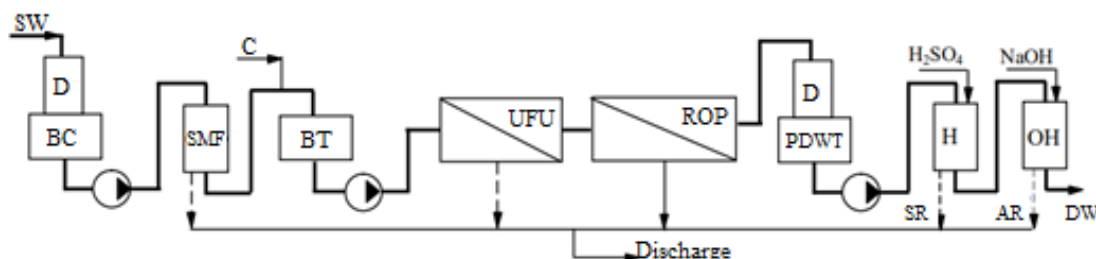 SW
D
BC
SMF
C
BT
UFU
ROP
D
PDWT
H₂SO₄
H
NaOH
OH
SR
AR
DW
Discharge